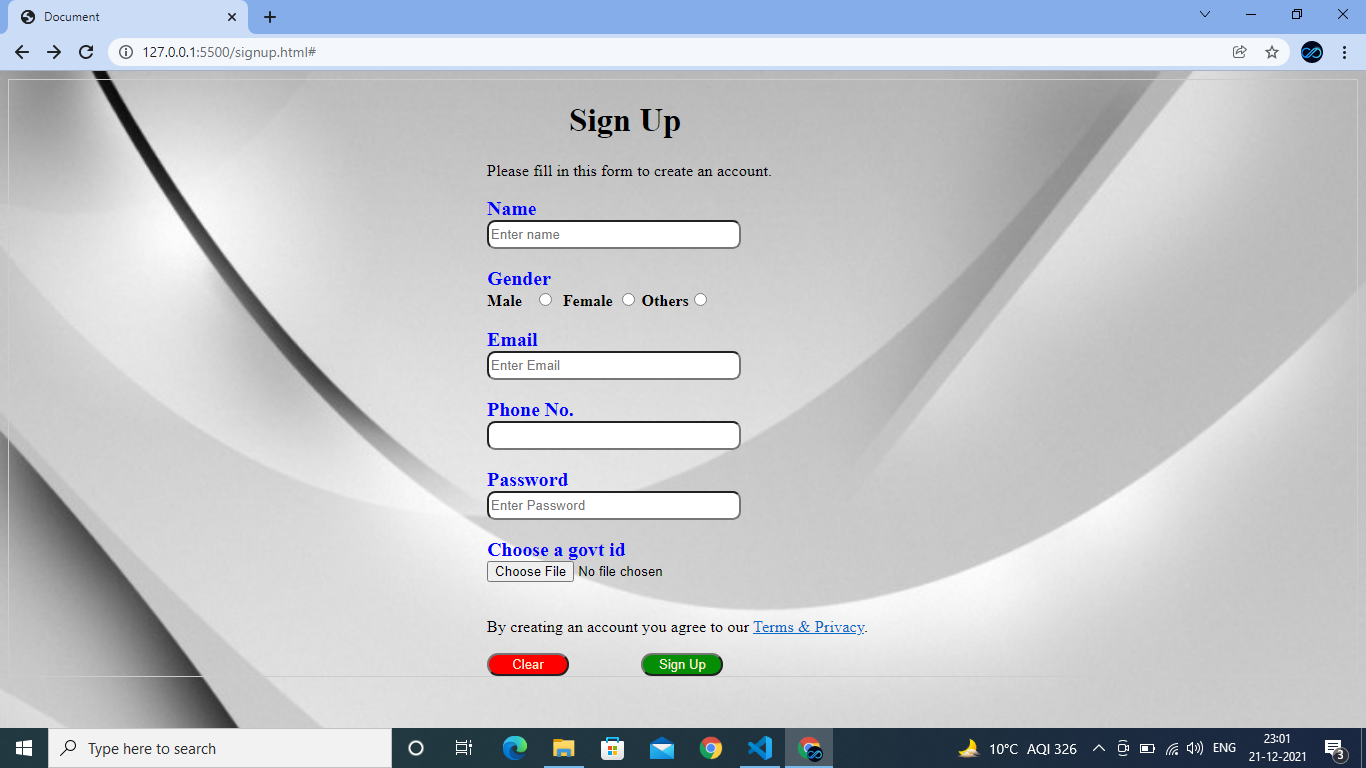 Document
127.0.0.1:5500/signup.html#
Sign Up
Please fill in this form to create an account.
Name
Enter name
Gender
Male Female Others
Email
Enter Email
Phone No.
Password
Enter Password
Choose a govt id
Choose File No file chosen
By creating an account you agree to our Terms & Privacy.
Clear Sign Up
Type here to search
10°C AQI 326
ENG
23:01
21-12-2021
3